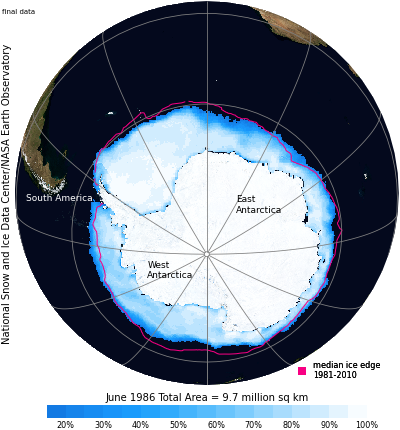 final data
National Snow and Ice Data Center/NASA Earth Observatory
South America
East
Antarctica
West
Antarctica
median ice edge
1981-2010
June 1986 Total Area = 9.7 million sq km
20% 30% 40% 50% 60% 70% 80% 90% 100%